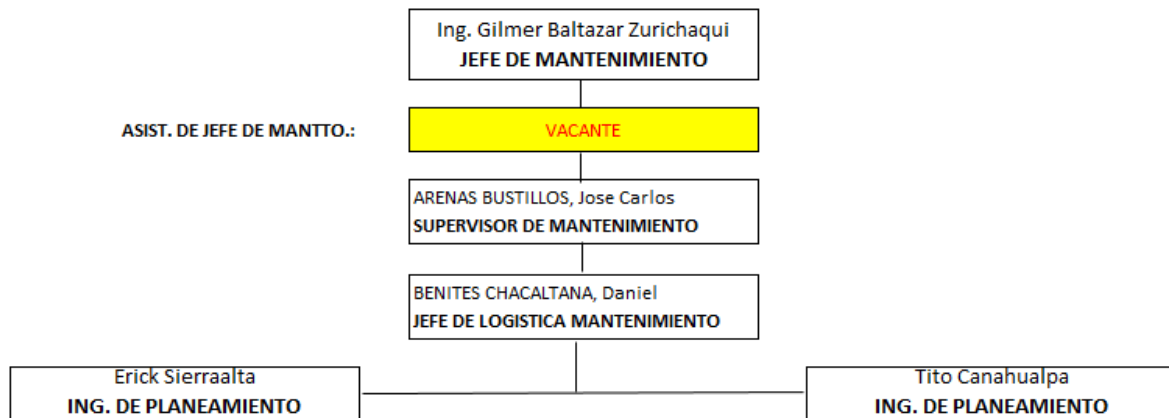 Ing. Gilmer Baltazar Zurichaqui
JEFE DE MANTENIMIENTO
ASIST. DE JEFE DE MANTTO.:
VACANTE
ARENAS BUSTILLOS, Jose Carlos
SUPERVISOR DE MANTENIMIENTO
BENITES CHACALTANA, Daniel
JEFE DE LOGISTICA MANTENIMIENTO
Erick Sierraalta
ING. DE PLANEAMIENTO
Tito Canahualpa
ING. DE PLANEAMIENTO